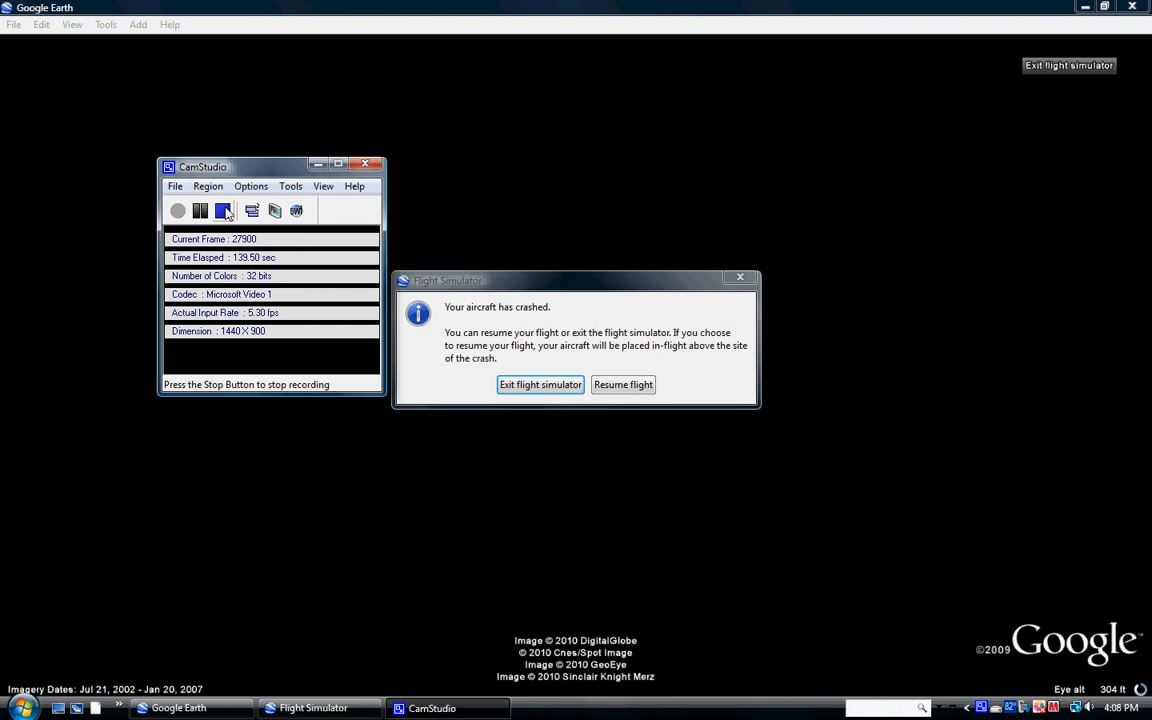 Google Earth
File Edit View Tools Add Help
Exit flight simulator
CamStudio
File Region Options Tools View Help
Current Frame : 27900
Time Elasped : 139.50 sec
Number of Colors : 32 bits
Codec : Microsoft Video 1
Actual Input Rate : 5.30 fps
Dimension : 1440 X 900
Press the Stop Button to stop recording
Flight Simulator
Your aircraft has crashed.
You can resume your flight or exit the flight simulator. If you choose
to resume your flight, your aircraft will be placed in-flight above the site
of the crash.
Exit flight simulator Resume flight
Image © 2010 DigitalGlobe
© 2010 Cnes/Spot Image
Image © 2010 GeoEye
Image © 2010 Sinclair Knight Merz
©2009 Google
Imagery Dates: Jul 21, 2002 - Jan 20, 2007
Eye alt 304 ft
Google Earth Flight Simulator CamStudio
82°
4:08 PM